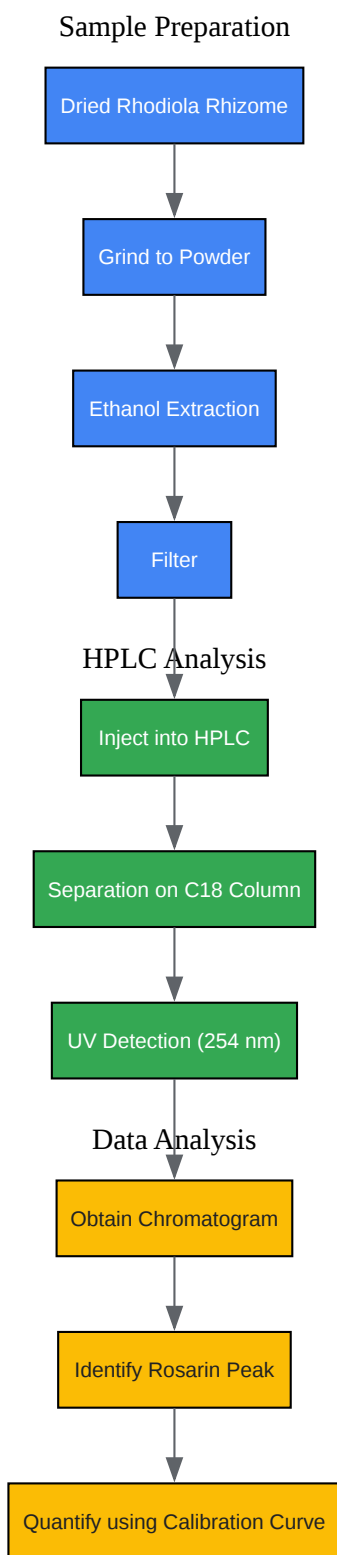 Sample Preparation
Dried Rhodiola Rhizome
Grind to Powder
Ethanol Extraction
Filter
HPLC Analysis
Inject into HPLC
Separation on C18 Column
UV Detection (254 nm)
Data Analysis
Obtain Chromatogram
Identify Rosarin Peak
Quantify using Calibration Curve